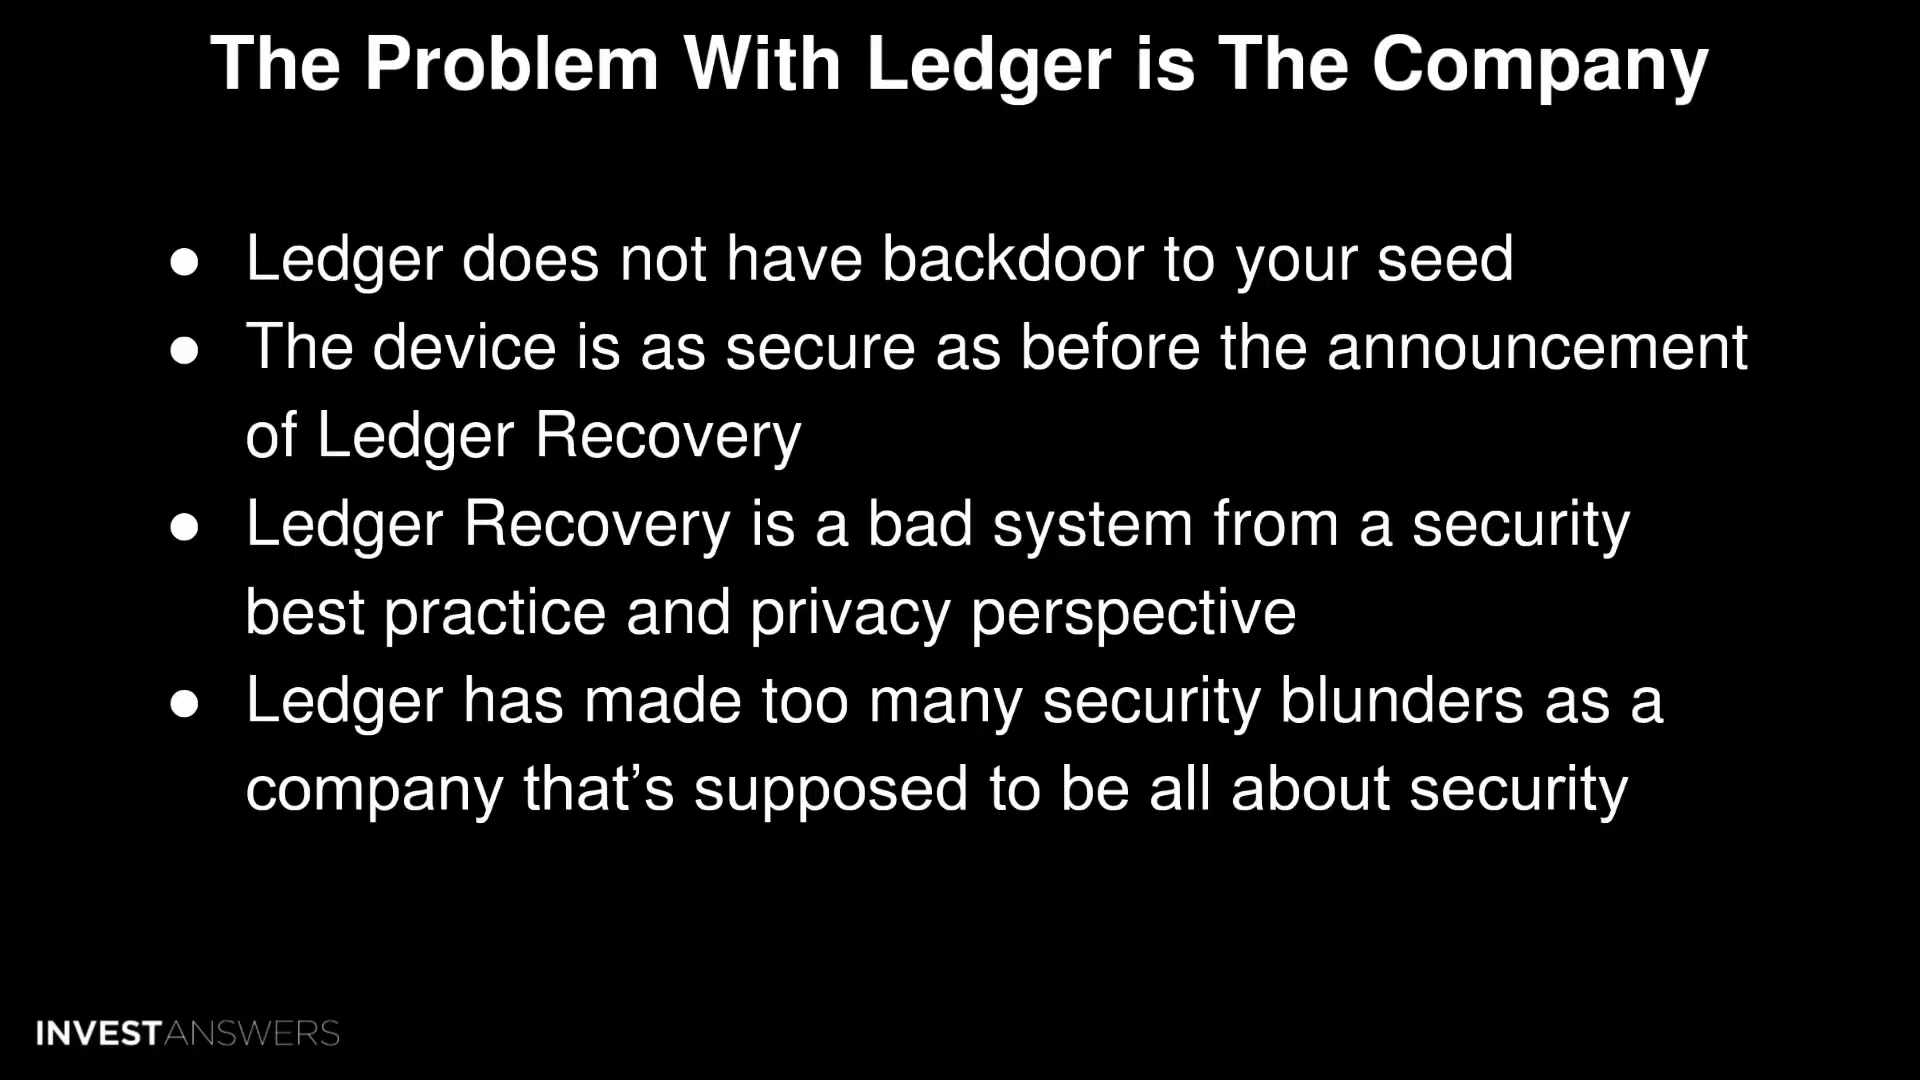 The Problem With Ledger is The Company
● Ledger does not have backdoor to your seed
● The device is as secure as before the announcement
of Ledger Recovery
● Ledger Recovery is a bad system from a security
best practice and privacy perspective
● Ledger has made too many security blunders as a
company that’s supposed to be all about security
INVESTANSWERS